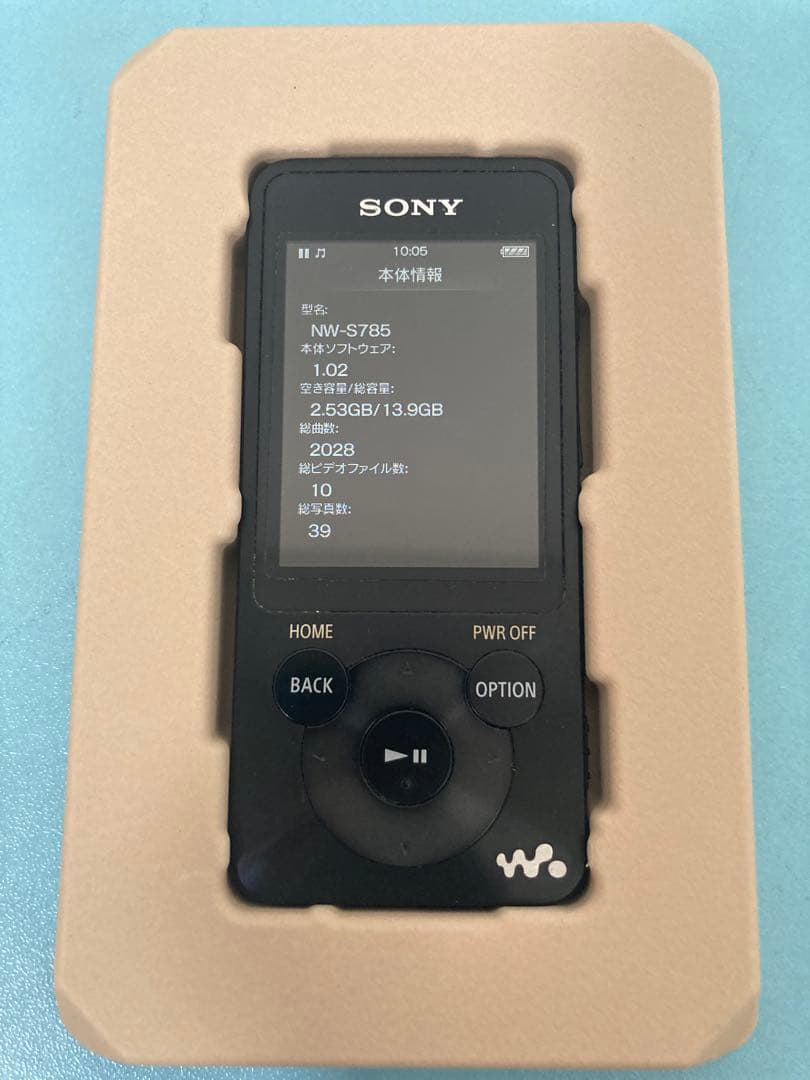 SONY
10:05
本体情報
型名:
NW-S785
本体ソフトウェア:
1.02
空き容量/総容量:
2.53GB/13.9GB
総曲数:
2028
総ビデオファイル数:
10
総写真数:
39
HOME PWR OFF
BACK OPTION